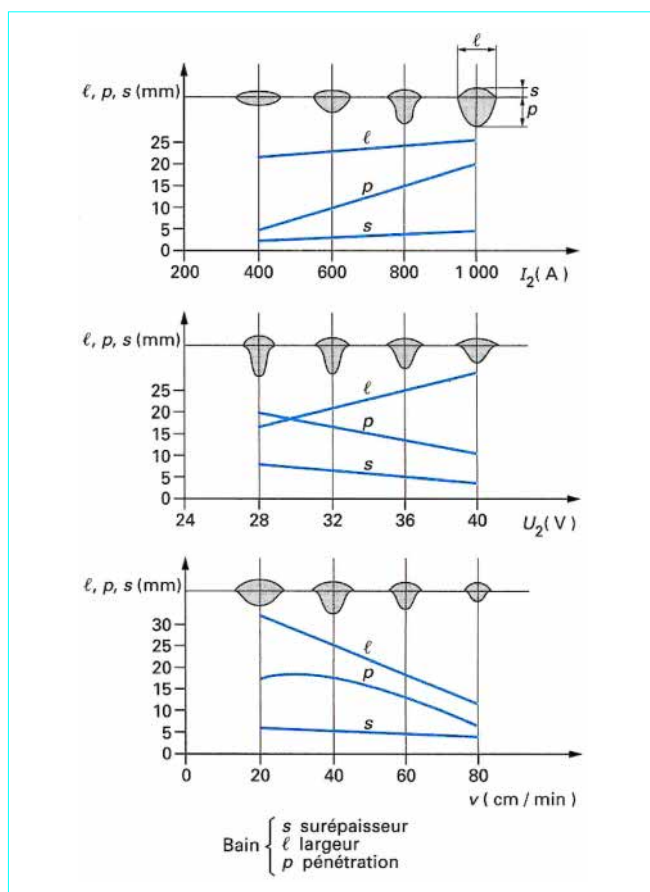 ℓ
s
p
ℓ, p, s (mm)
25
20
15
10
5
0
ℓ
p
s
200 400 600 800 1 000 I₂ (A)
ℓ, p, s (mm)
25
20
15
10
5
0
ℓ
p
s
24 28 32 36 40 U₂ (V)
ℓ, p, s (mm)
30
25
20
15
10
5
0
ℓ
p
s
0 20 40 60 80
v ( cm / min )
Bain { s surépaisseur
ℓ largeur
p pénétration